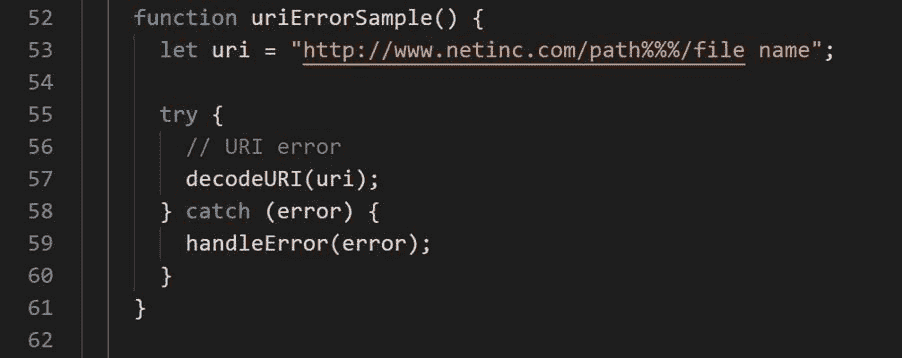 52 function uriErrorSample() {
53 let uri = "http://www.netinc.com/path%%%/file name";
54
55 try {
56 // URI error
57 decodeURI(uri);
58 } catch (error) {
59 handleError(error);
60 }
61 }
62